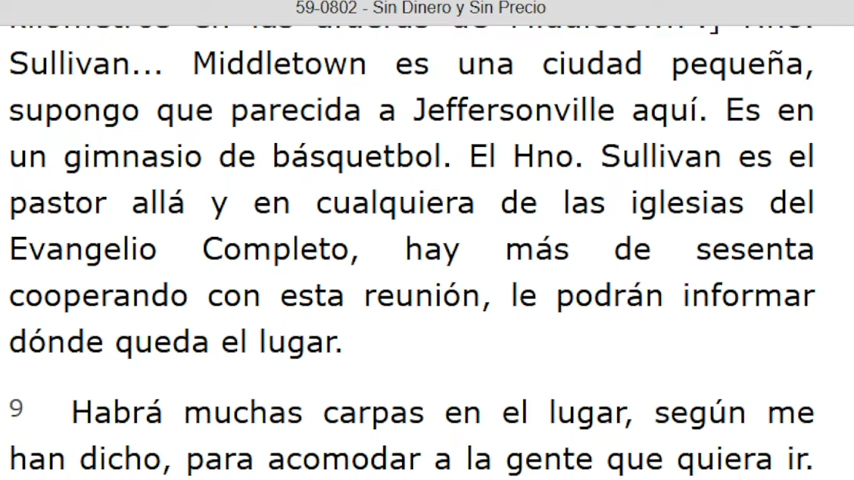 59-0802 - Sin Dinero y Sin Precio
Sullivan... Middletown es una ciudad pequeña,
supongo que parecida a Jeffersonville aquí. Es en
un gimnasio de básquetbol. El Hno. Sullivan es el
pastor allá y en cualquiera de las iglesias del
Evangelio Completo, hay más de sesenta
cooperando con esta reunión, le podrán informar
dónde queda el lugar.
9 Habrá muchas carpas en el lugar, según me
han dicho, para acomodar a la gente que quiera ir.